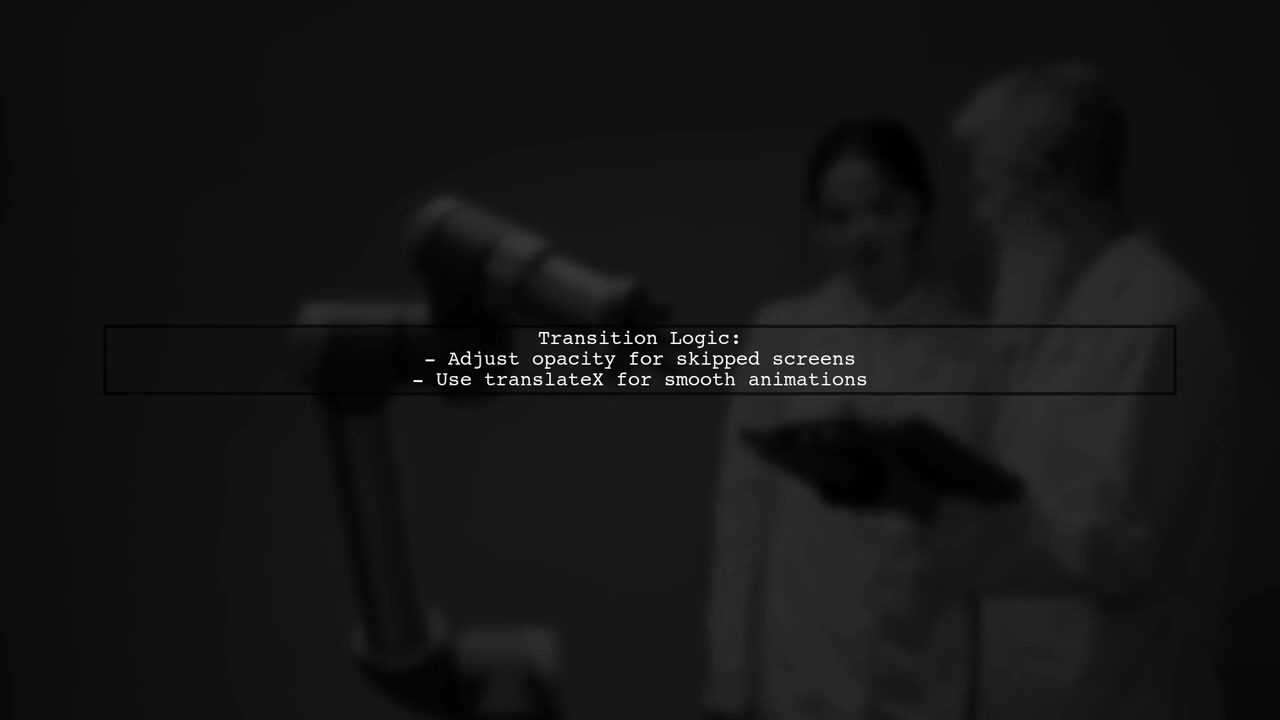 Transition Logic:
- Adjust opacity for skipped screens
- Use translateX for smooth animations